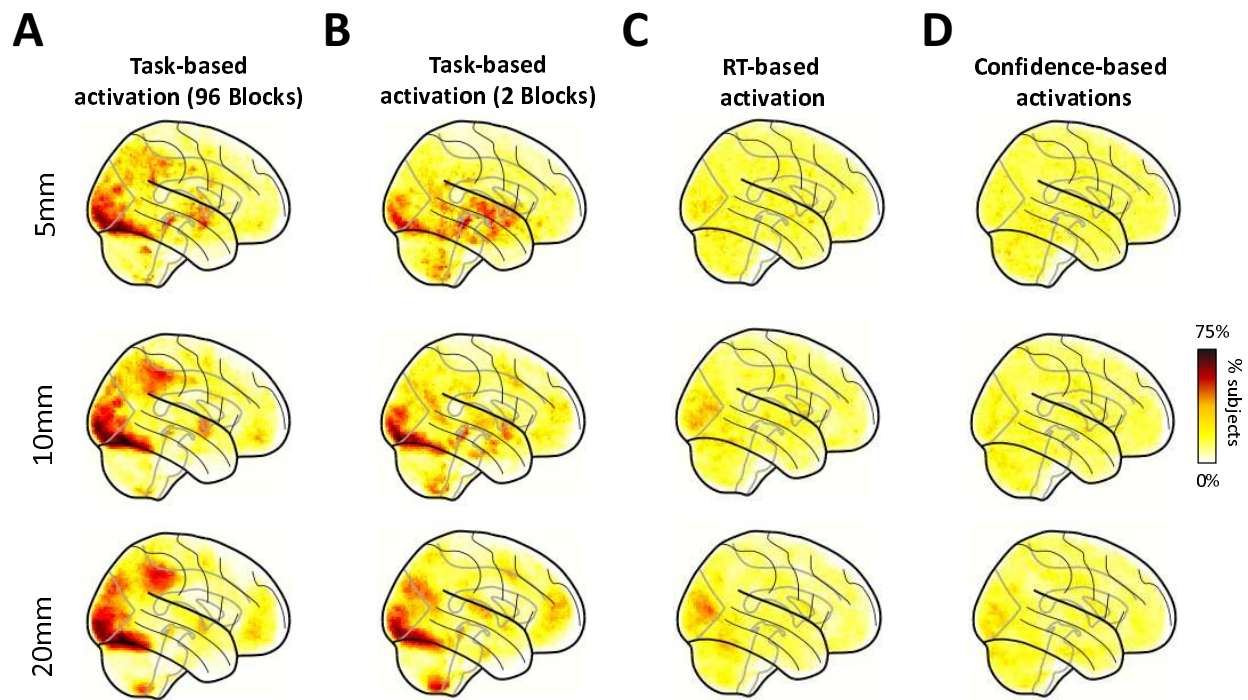 A
Task-based
activation (96 Blocks)
B
Task-based
activation (2 Blocks)
C
RT-based
activation
D
Confidence-based
activations
5mm
10mm
75%
% subjects
0%
20mm